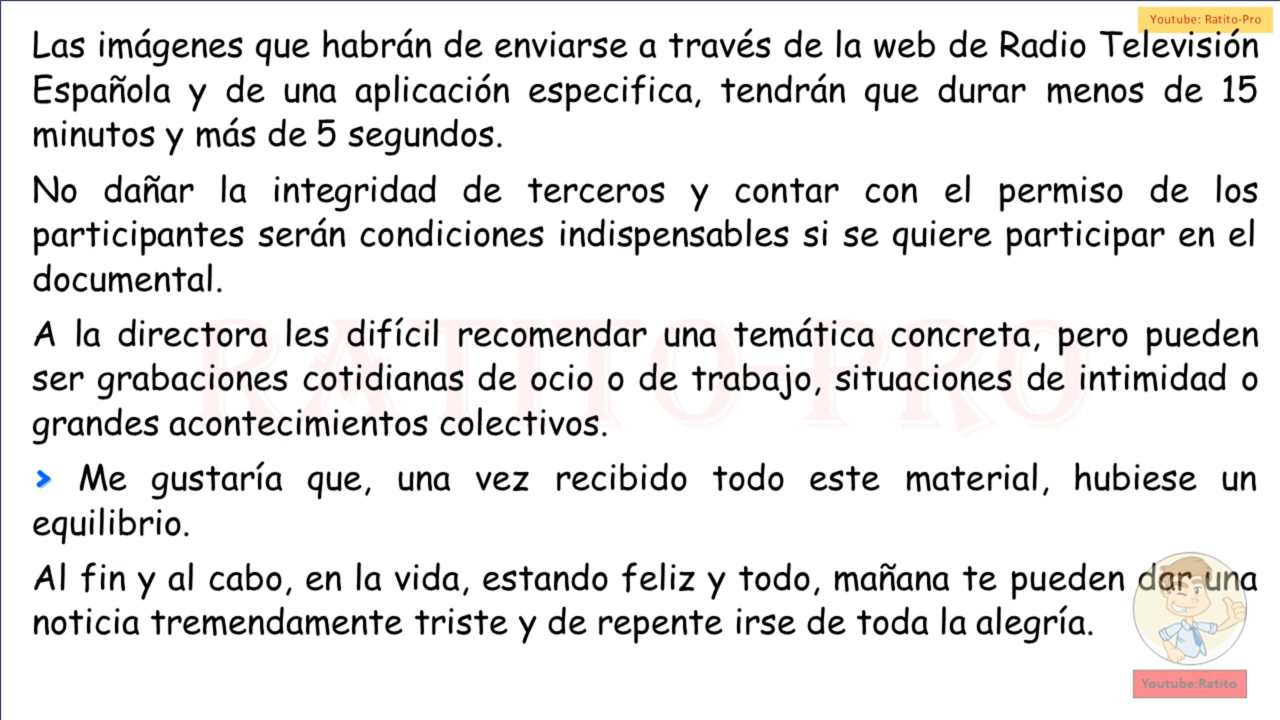 Youtube: Ratito-Pro
Las imágenes que habrán de enviarse a través de la web de Radio Televisión
Española y de una aplicación especifica, tendrán que durar menos de 15
minutos y más de 5 segundos.
No dañar la integridad de terceros y contar con el permiso de los
participantes serán condiciones indispensables si se quiere participar en el
documental.
A la directora les difícil recomendar una temática concreta, pero pueden
ser grabaciones cotidianas de ocio o de trabajo, situaciones de intimidad o
grandes acontecimientos colectivos.
> Me gustaría que, una vez recibido todo este material, hubiese un
equilibrio.
Al fin y al cabo, en la vida, estando feliz y todo, mañana te pueden dar una
noticia tremendamente triste y de repente irse de toda la alegría.
RATITO-PRO
Youtube:Ratito